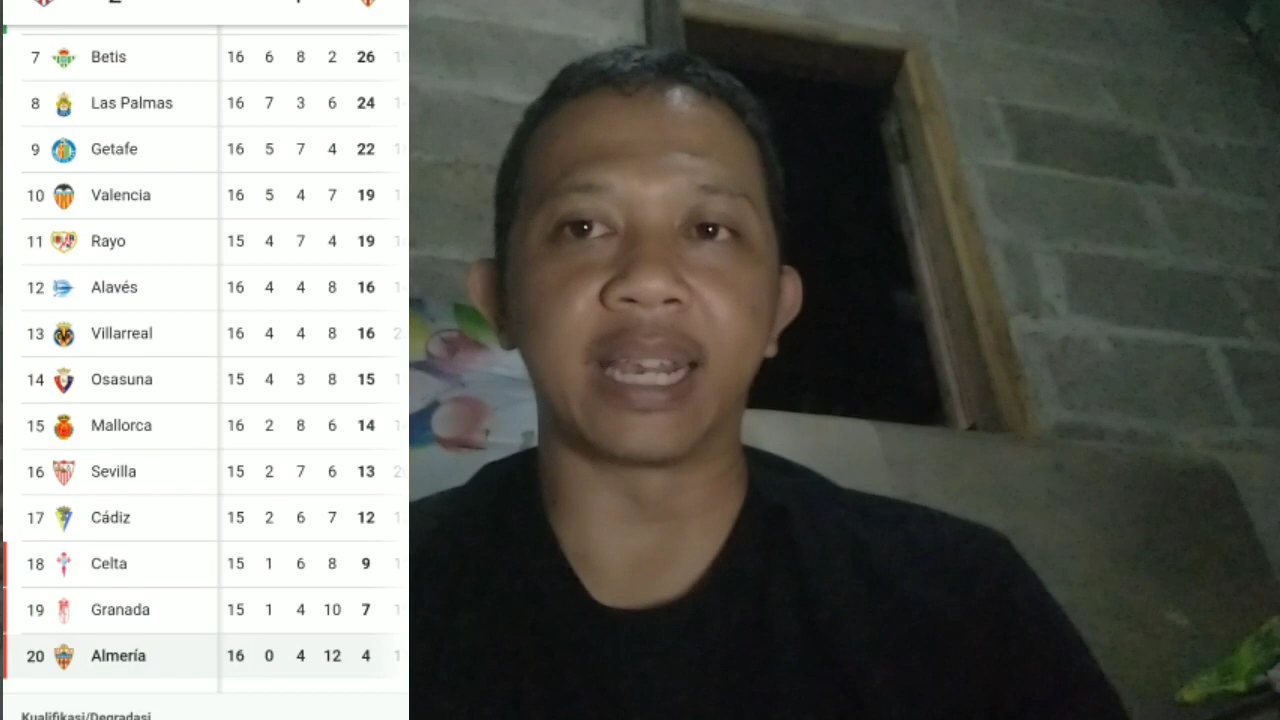 7 Betis 16 6 8 2 26
8 Las Palmas 16 7 3 6 24
9 Getafe 16 5 7 4 22
10 Valencia 16 5 4 7 19
11 Rayo 15 4 7 4 19
12 Alavés 16 4 4 8 16
13 Villarreal 16 4 4 8 16
14 Osasuna 15 4 3 8 15
15 Mallorca 16 2 8 6 14
16 Sevilla 15 2 7 6 13
17 Cádiz 15 2 6 7 12
18 Celta 15 1 6 8 9
19 Granada 15 1 4 10 7
20 Almería 16 0 4 12 4
Kualifikasi/Degradasi